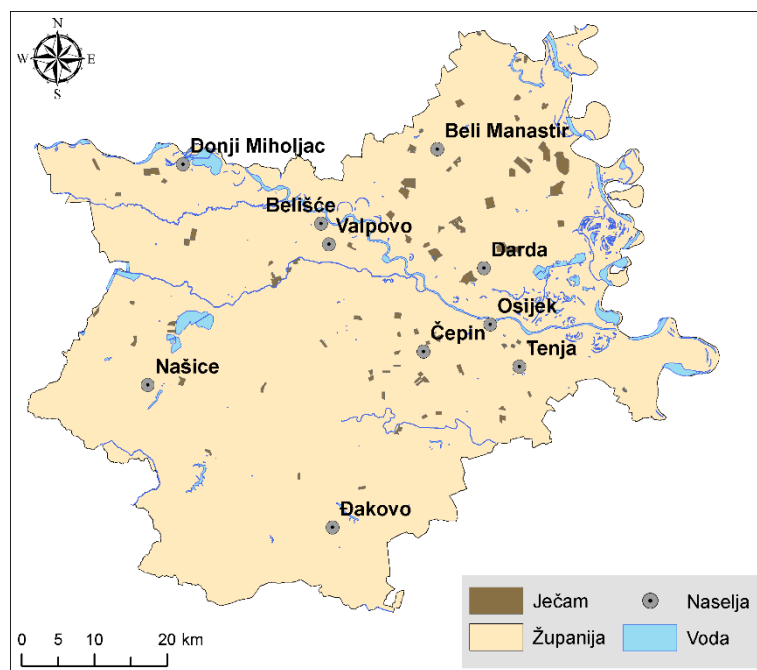 N
W E
S
Donji Miholjac
Beli Manastir
Belišće
Valpovo
Darda
Osijek
Čepin
Tenja
Našice
Đakovo
Ječam
Naselja
Županija
Voda
0 5 10 20 km